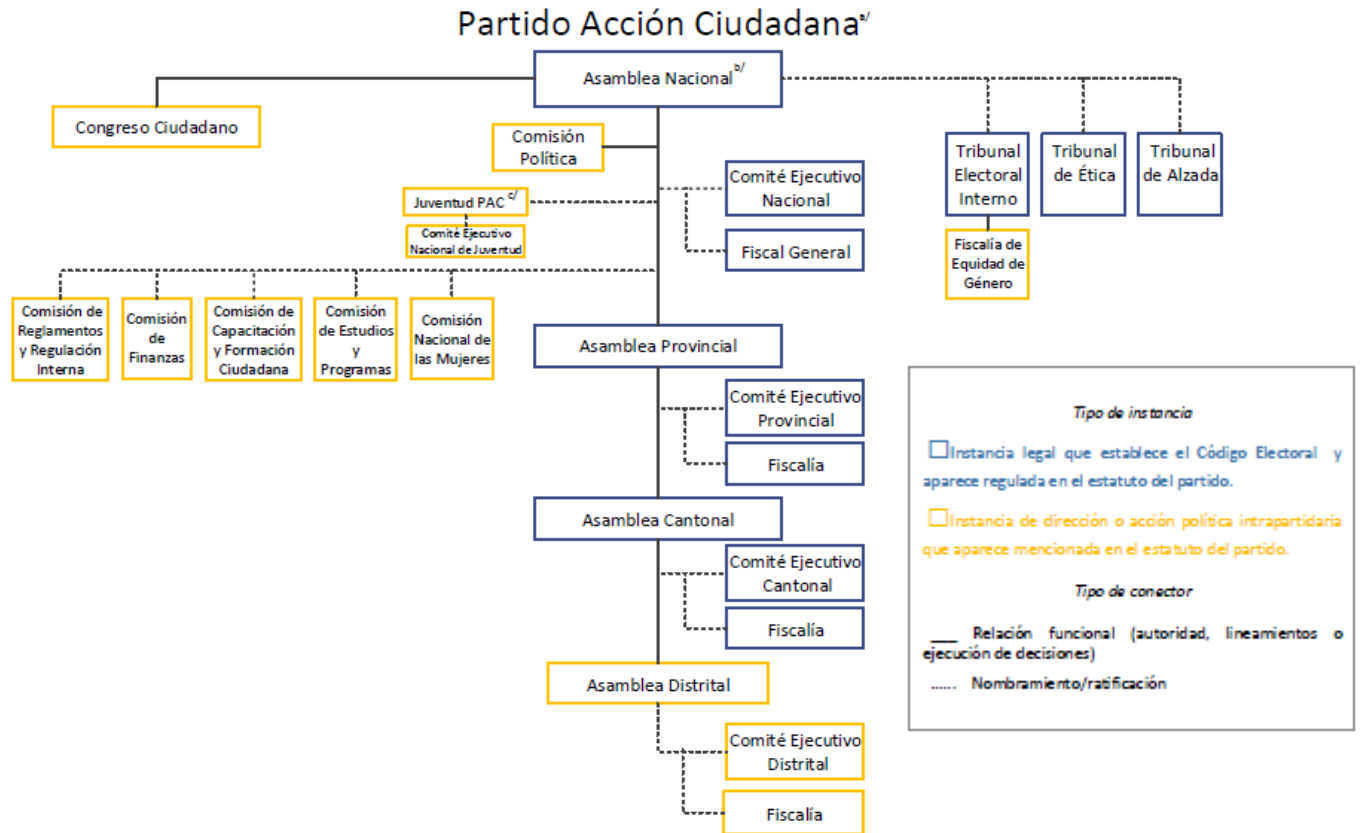 Partido Acción Ciudadana a/
Asamblea Nacional b/
Congreso Ciudadano
Comisión
Política
Juventud PAC c/
Comité Ejecutivo
Nacional de Juventud
Comité Ejecutivo
Nacional
Fiscal General
Tribunal
Electoral
Interno
Tribunal
de Ética
Tribunal
de Alzada
Fiscalía de
Equidad de
Género
Comisión de
Reglamentos
y Regulación
Interna
Comisión
de
Finanzas
Comisión de
Capacitación
y Formación
Ciudadana
Comisión
de Estudios
y
Programas
Comisión
Nacional de
las Mujeres
Asamblea Provincial
Comité Ejecutivo
Provincial
Fiscalía
Asamblea Cantonal
Comité Ejecutivo
Cantonal
Fiscalía
Asamblea Distrital
Comité Ejecutivo
Distrital
Fiscalía
Tipo de instancia
Instancia legal que establece el Código Electoral y
aparece regulada en el estatuto del partido.
Instancia de dirección o acción política intrapartidaria
que aparece mencionada en el estatuto del partido.
Tipo de conector
___ Relación funcional (autoridad, lineamientos o
ejecución de decisiones)
...... Nombramiento/ratificación